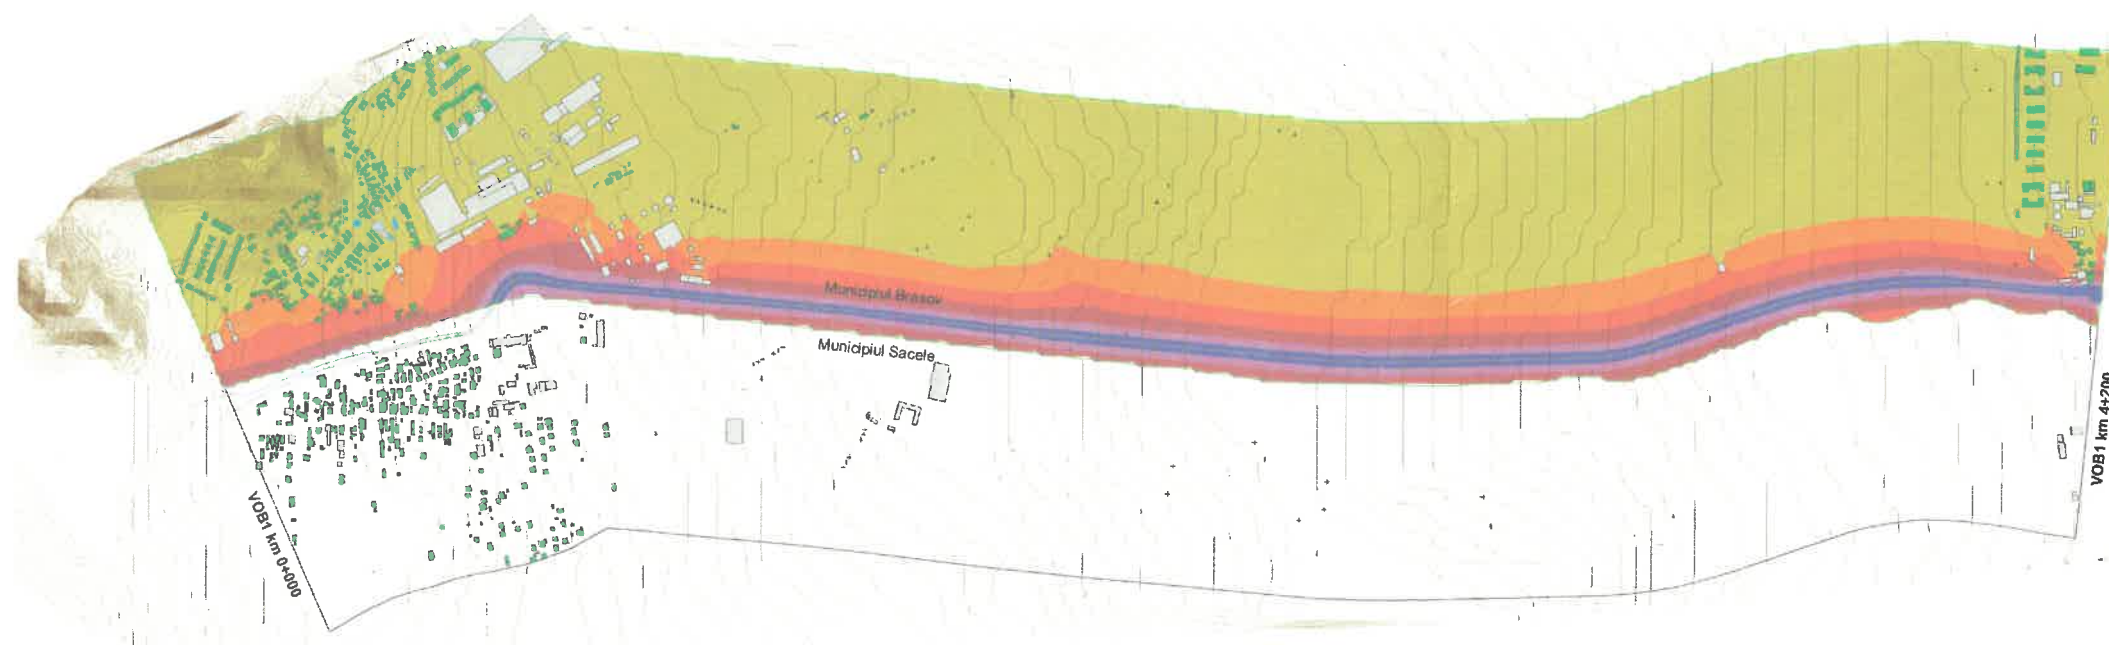 Municipiul Brasov
Municipiul Sacele
VOB1 km 0+000
VOB1 km 4+200